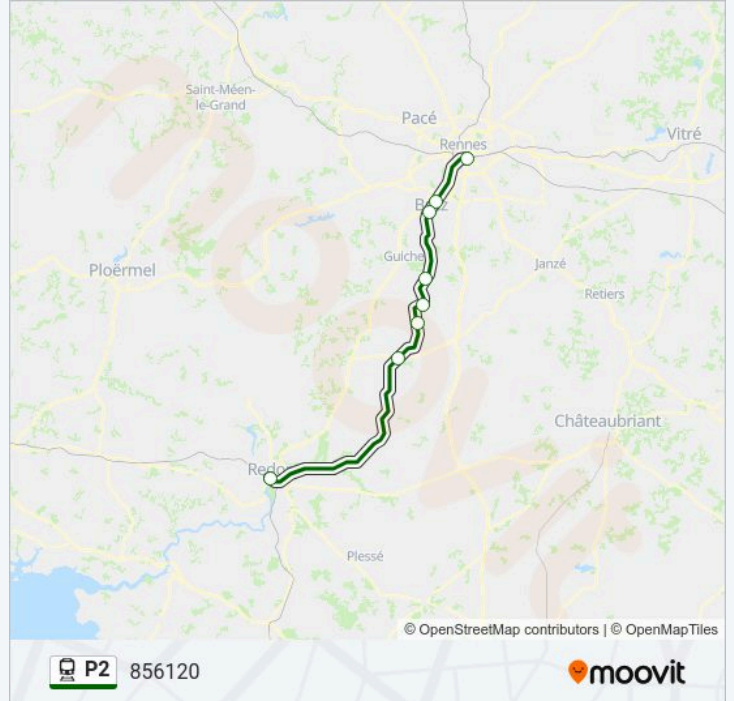 Saint-Méen-
le-Grand
Pacé
Rennes
Vitré
Guiche
Janzé
Ploërmel
Retiers
Châteaubriant
Plessé
© OpenStreetMap contributors | © OpenMapTiles
P2 856120
moovit